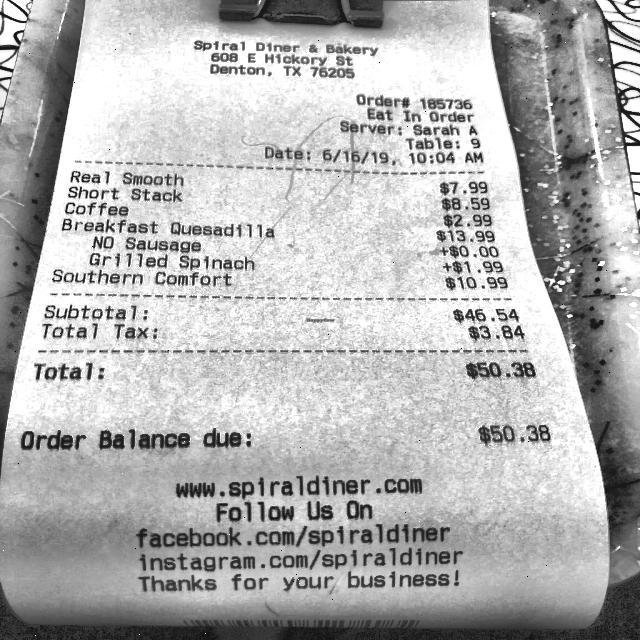 Spiral Diner & Bakery
608 E Hickory St
Denton, TX 76205
Order# 185736
Eat In Order
Server: Sarah A
Table: 9
Date: 6/16/19, 10:04 AM
Real Smooth $7.99
Short Stack $8.59
Coffee $2.99
Breakfast Quesadilla $13.99
NO Sausage +$0.00
Grilled Spinach +$1.99
Southern Comfort $10.99
Subtotal: $46.54
Total Tax: $3.84
Total: $50.38
Order Balance due: $50.38
www.spiraldiner.com
Follow Us On
facebook.com/spiraldiner
instagram.com/spiraldiner
Thanks for your business!